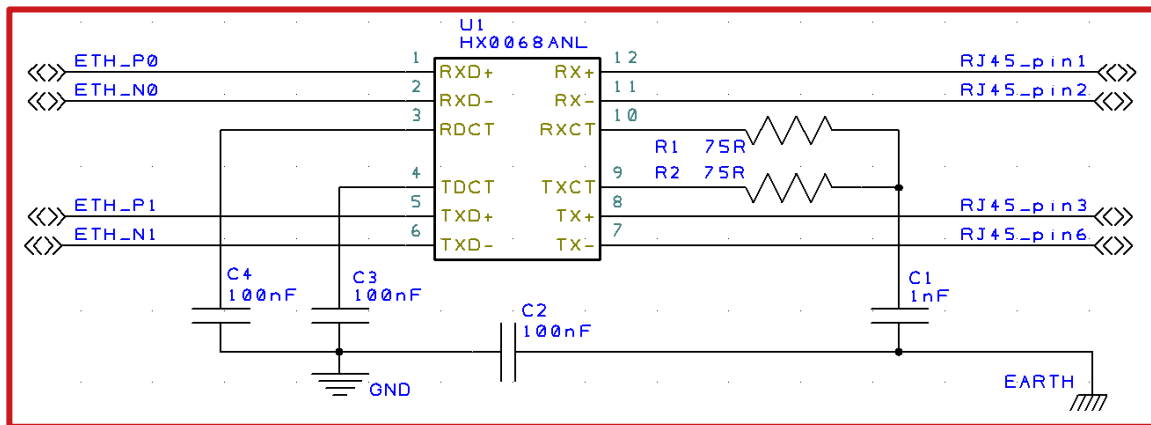 U1
HX0068ANL
ETH_P0 1 RXD+ RX+ 12 RJ45_pin1
ETH_N0 2 RXD- RX- 11 RJ45_pin2
3 RDCT RXCT 10
R1 75R
4 TDCT TXCT 9 R2 75R
ETH_P1 5 TXD+ TX+ 8 RJ45_pin3
ETH_N1 6 TXD- TX- 7 RJ45_pin6
C4
100nF
C3
100nF
C1
1nF
C2
100nF
GND
EARTH